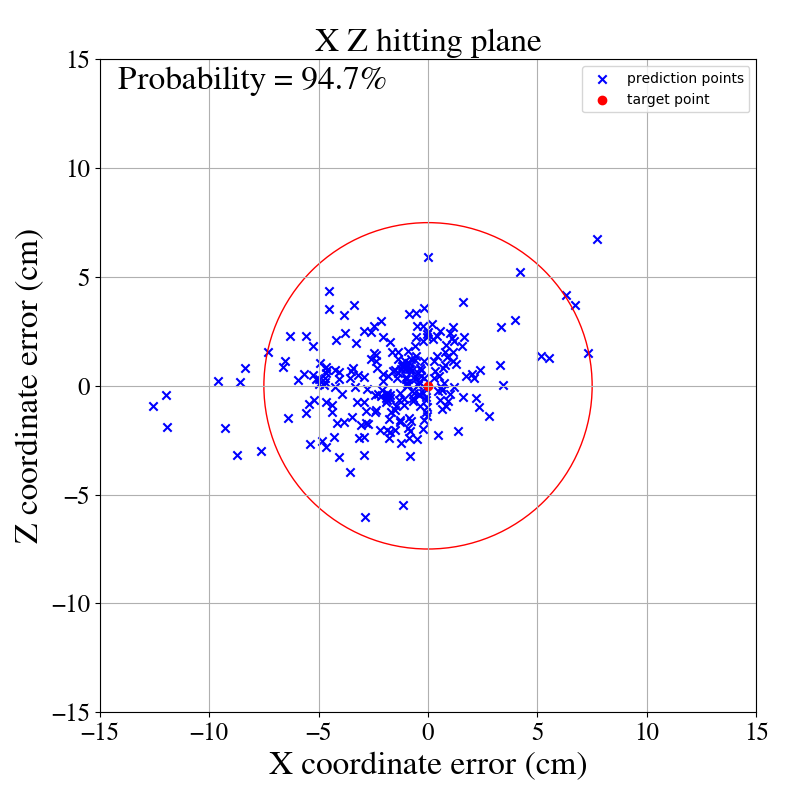 X Z hitting plane
Probability = 94.7%
prediction points
target point
Z coordinate error (cm)
15
10
5
0
−5
−10
−15
−15
−10
−5
0
5
10
15
X coordinate error (cm)